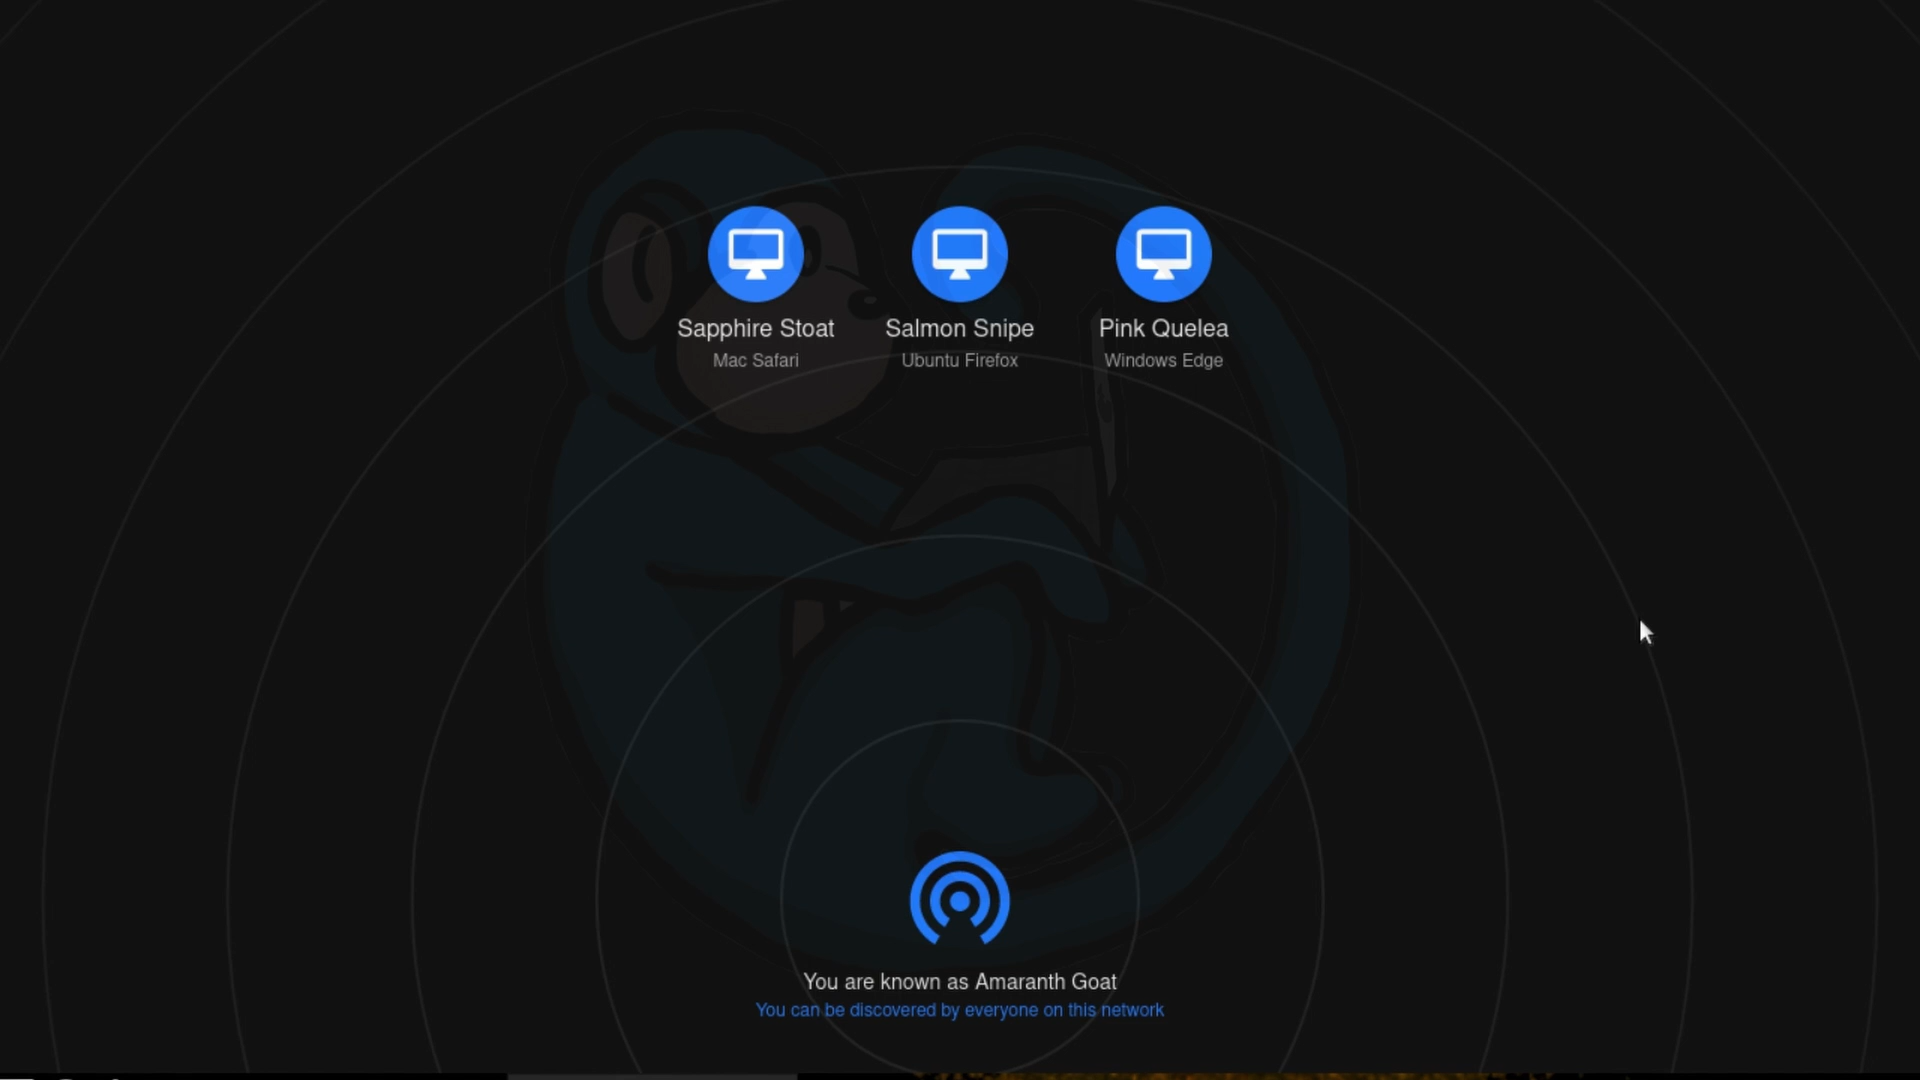 Sapphire Stoat
Mac Safari
Salmon Snipe
Ubuntu Firefox
Pink Quelea
Windows Edge
You are known as Amaranth Goat
You can be discovered by everyone on this network